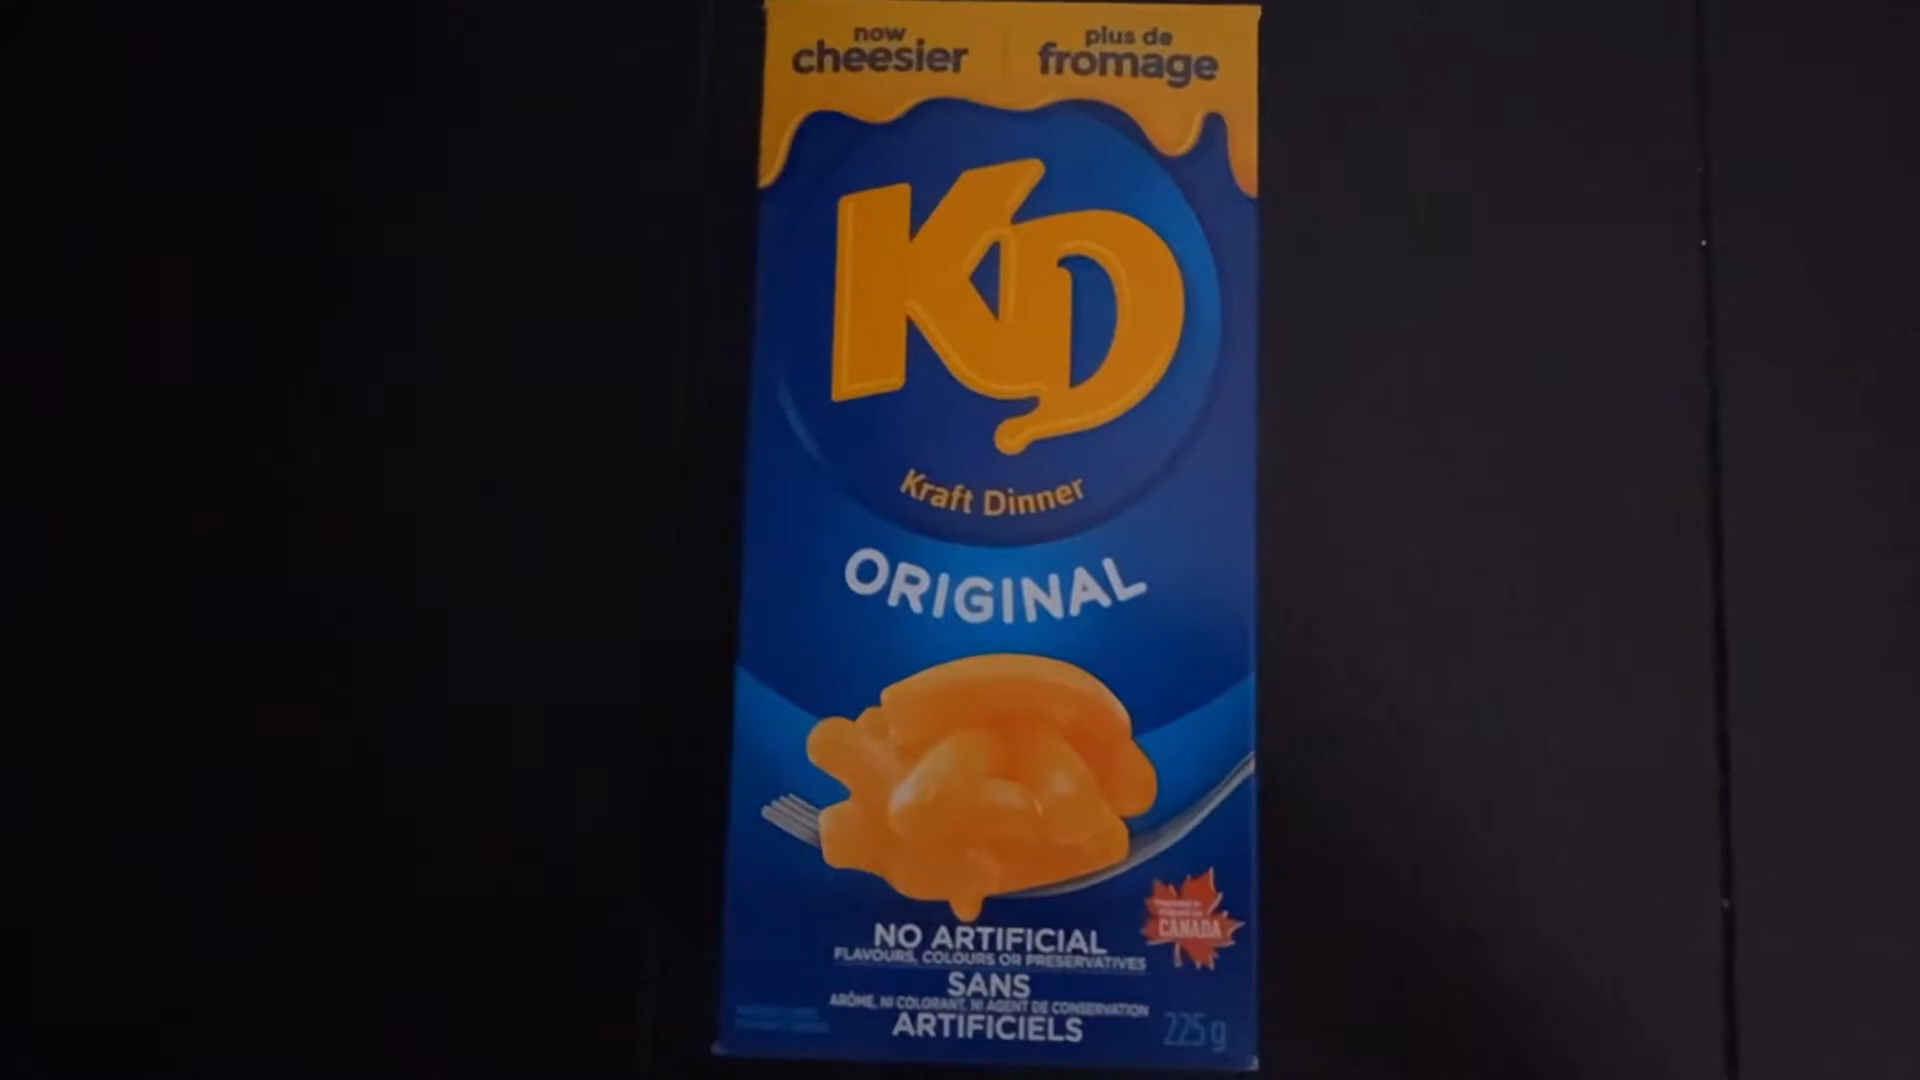 now
cheesier
plus de
fromage
KD
Kraft Dinner
ORIGINAL
CANADA
NO ARTIFICIAL
FLAVOURS, COLOURS OR PRESERVATIVES
SANS
ARÔME, NI COLORANT, NI AGENT DE CONSERVATION
ARTIFICIELS
225 g